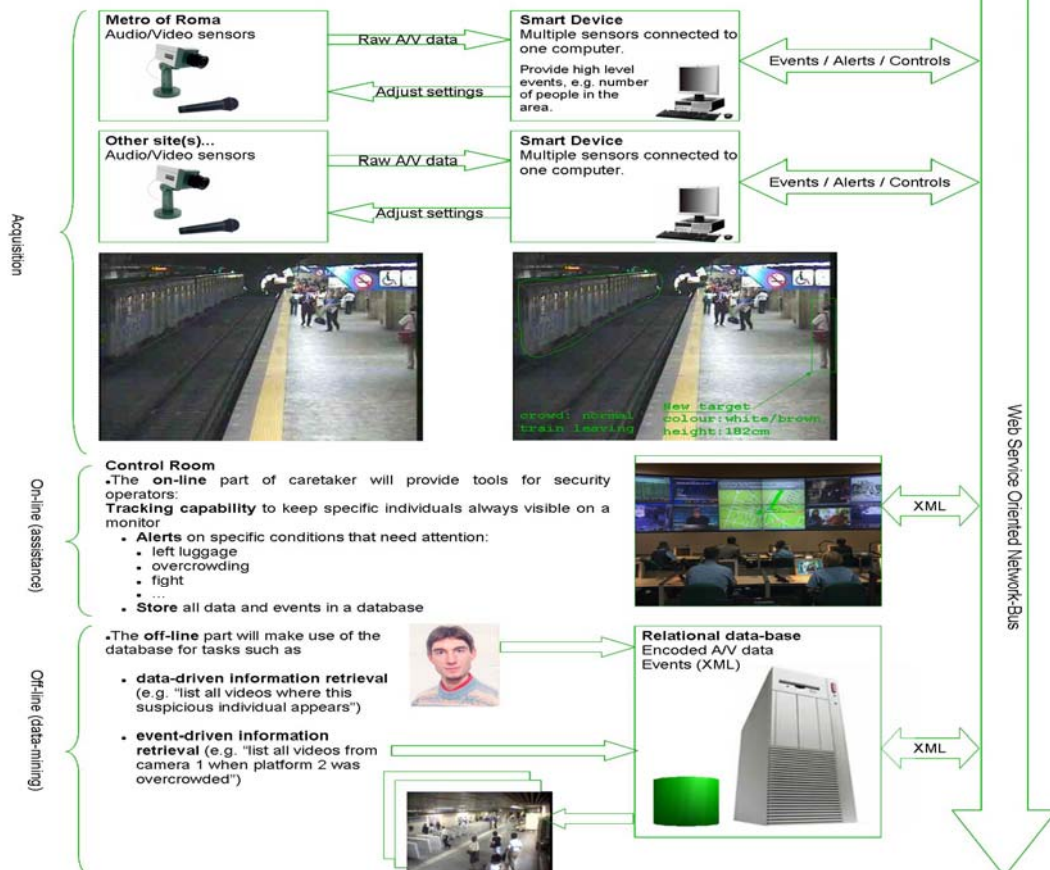 Metro of Roma
Audio/Video sensors
Raw A/V data
Adjust settings
Smart Device
Multiple sensors connected to
one computer.
Provide high level
events, e.g. number
of people in the
area.
Events / Alerts / Controls
Other site(s)...
Audio/Video sensors
Raw A/V data
Adjust settings
Smart Device
Multiple sensors connected to
one computer.
Events / Alerts / Controls
Acquisition
crowd: normal
train leaving
New target
colour:white/brown
height:182cm
Web Service Oriented Network-Bus
On-line (assistance)
Control Room
•The on-line part of caretaker will provide tools for security
operators:
Tracking capability to keep specific individuals always visible on a
monitor
• Alerts on specific conditions that need attention:
• left luggage
• overcrowding
• fight
• ...
• Store all data and events in a database
XML
Off-line (data-mining)
•The off-line part will make use of the
database for tasks such as
• data-driven information retrieval
(e.g. “list all videos where this
suspicious individual appears”)
• event-driven information
retrieval (e.g. “list all videos from
camera 1 when platform 2 was
overcrowded”)
Relational data-base
Encoded A/V data
Events (XML)
XML